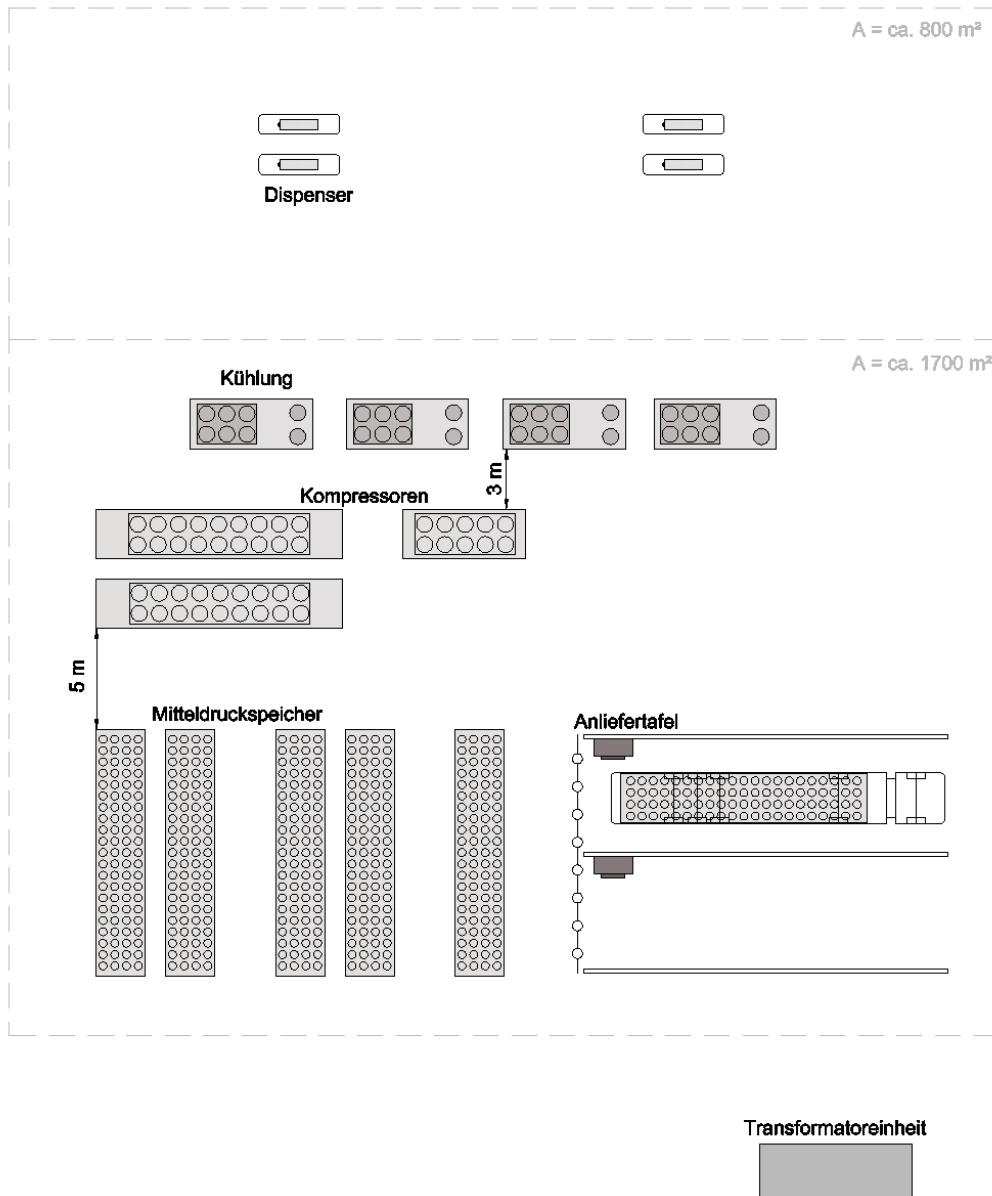 A = ca. 800 m²
Dispenser
A = ca. 1700 m²
Kühlung
3 m
Kompressoren
5 m
Mitteldruckspeicher
Anliefertafel
Transformatoreinheit